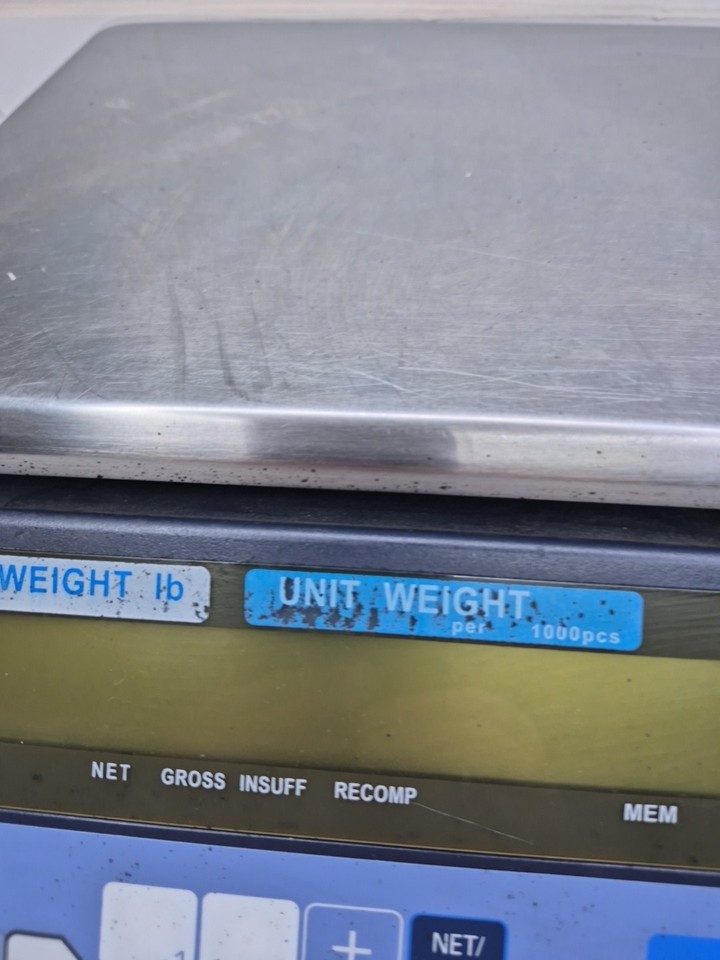 WEIGHT lb
UNIT WEIGHT
per 1000pcs
NET GROSS INSUFF RECOMP MEM
+ NET/